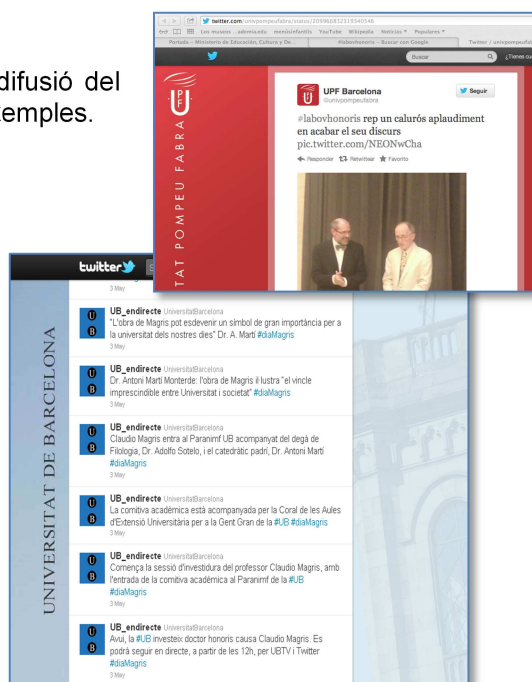 difusió del
xemples.
twitter.com/univpompeufabra/status/209968832319340546
Los museos ...ademia.edu menúsinfantils YouTube Wikipedia Noticias Populares
Portada - Ministerio de Educación, Cultura y De...
#labohonoris - Buscar con Google
Twitter / univpompeufab
Buscar
¿Tienes cu
UPF
UNIVERSITAT POMPEU FABRA
UPF Barcelona
@univpompeufabra
Seguir
#labovhonoris rep un calurós aplaudiment
en acabar el seu discurs
pic.twitter.com/NEONwCha
Responder Retwittear Favorito
twitter
UNIVERSITAT DE BARCELONA
3 May
UB_endirecte UniversitatBarcelona
"L'obra de Magris pot esdevenir un símbol de gran importància per a
la universitat dels nostres dies" Dr. A. Martí #diaMagris
3 May
UB_endirecte UniversitatBarcelona
Dr. Antoni Martí Monterde: l'obra de Magris il·lustra "el vincle
imprescindible entre Universitat i societat" #diaMagris
3 May
UB_endirecte UniversitatBarcelona
Claudio Magris entra al Paranimf UB acompanyat del degà de
Filologia, Dr. Adolfo Sotelo, i el catedràtic padrí, Dr. Antoni Martí
#diaMagris
3 May
UB_endirecte UniversitatBarcelona
La comitiva acadèmica està acompanyada per la Coral de les Aules
d'Extensió Universitària per a la Gent Gran de la #UB #diaMagris
3 May
UB_endirecte UniversitatBarcelona
Comença la sessió d'investidura del professor Claudio Magris, amb
l'entrada de la comitiva acadèmica al Paranimf de la #UB
#diaMagris
3 May
UB_endirecte UniversitatBarcelona
Avui, la #UB investeix doctor honoris causa Claudio Magris. Es
podrà seguir en directe, a partir de les 12h, per UBTV i Twitter
#diaMagris
3 May